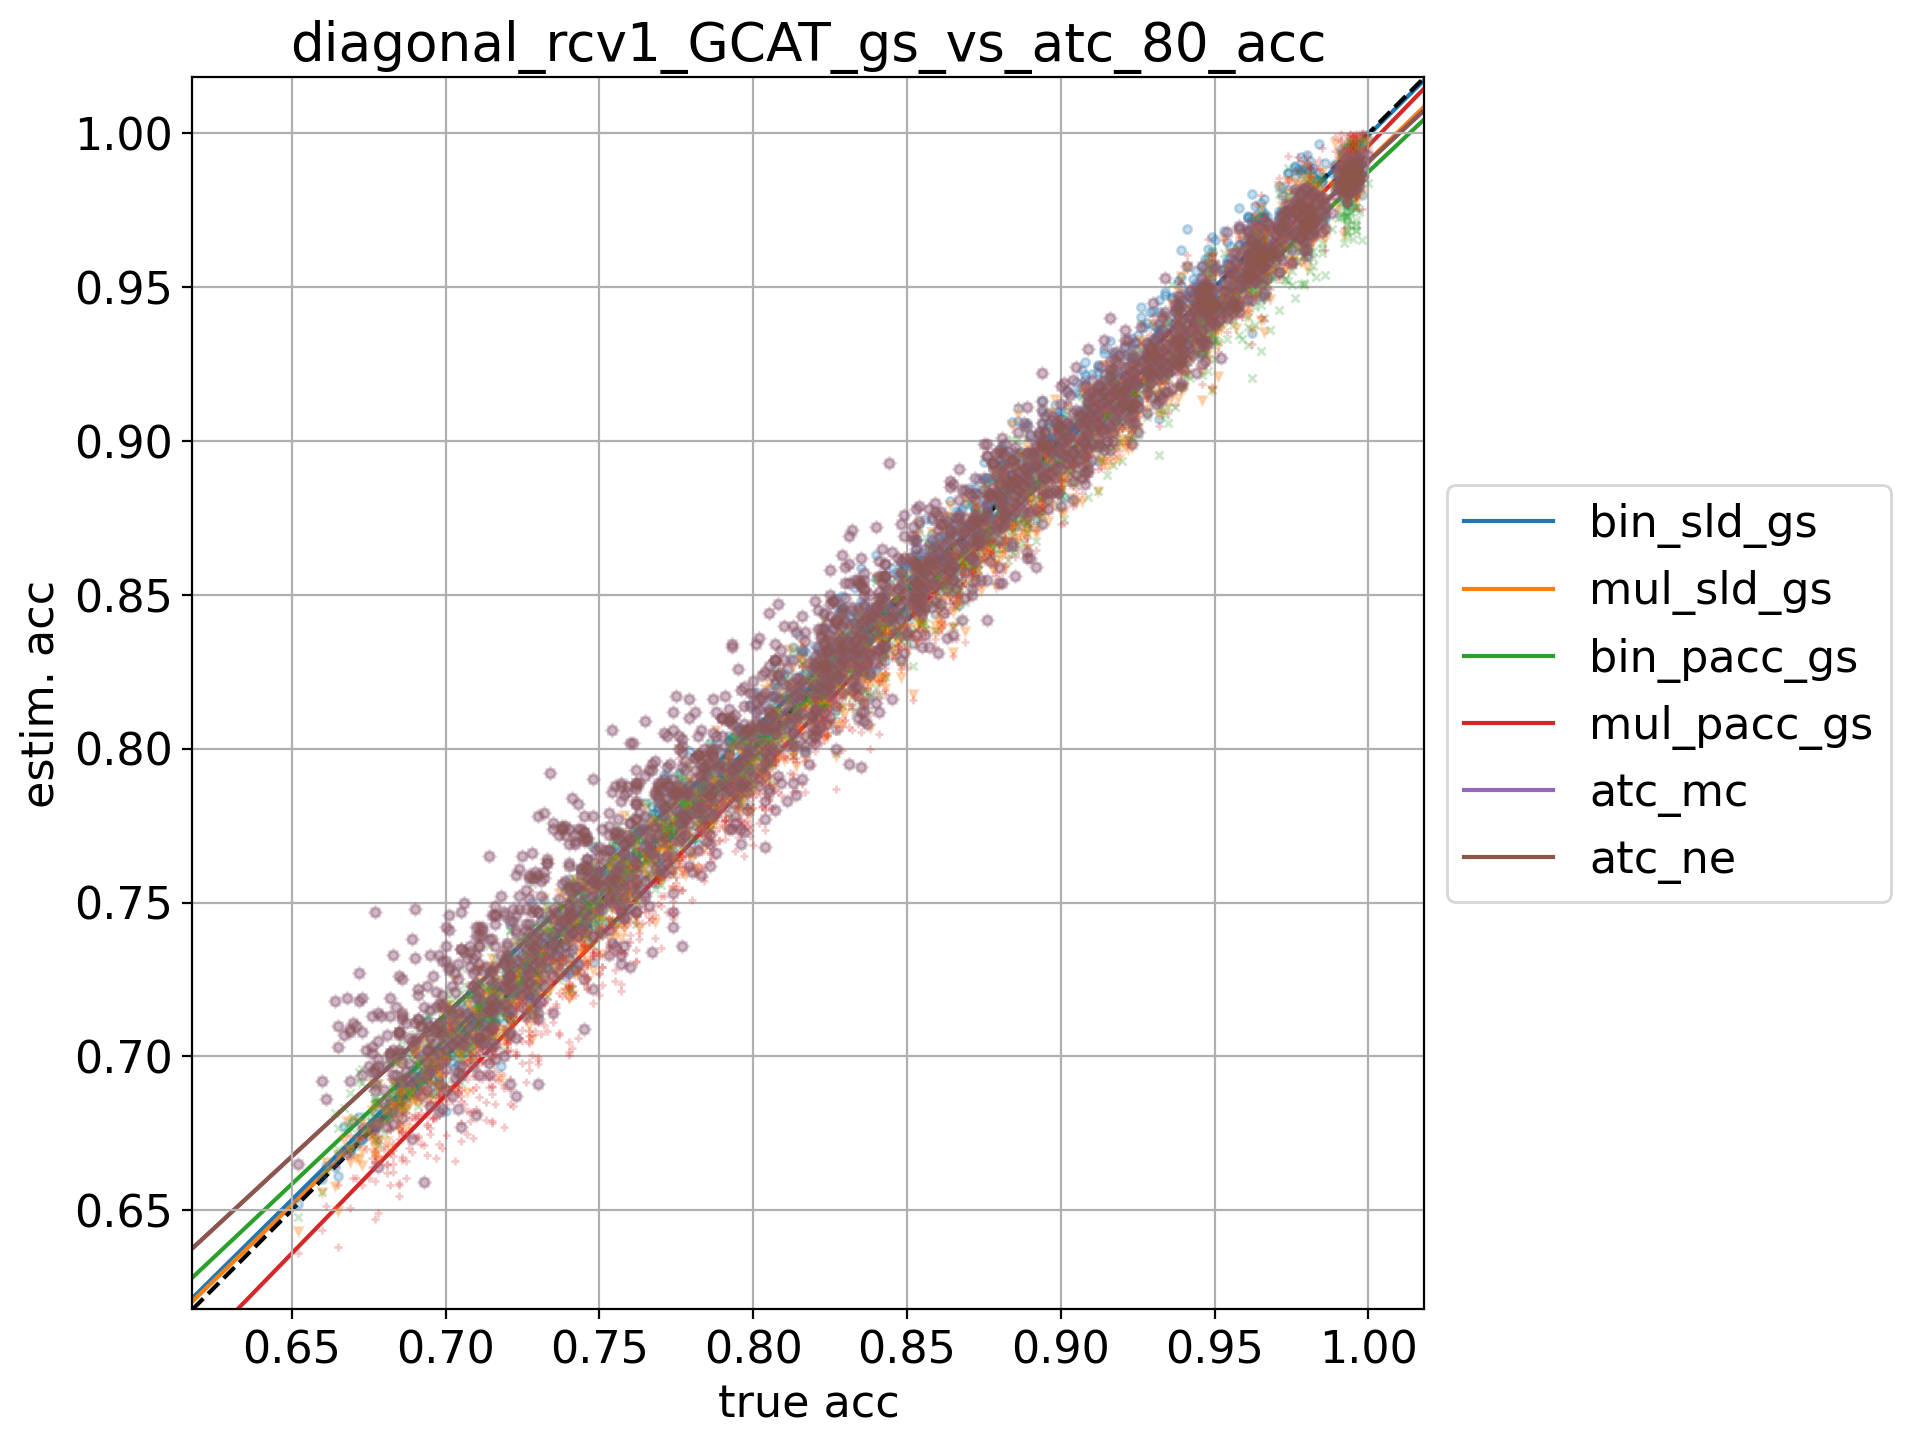 diagonal_rcv1_GCAT_gs_vs_atc_80_acc
1.00
0.95
0.90
0.85
0.80
0.75
0.70
0.65
estim. acc
0.65 0.70 0.75 0.80 0.85 0.90 0.95 1.00
true acc
bin_sld_gs
mul_sld_gs
bin_pacc_gs
mul_pacc_gs
atc_mc
atc_ne